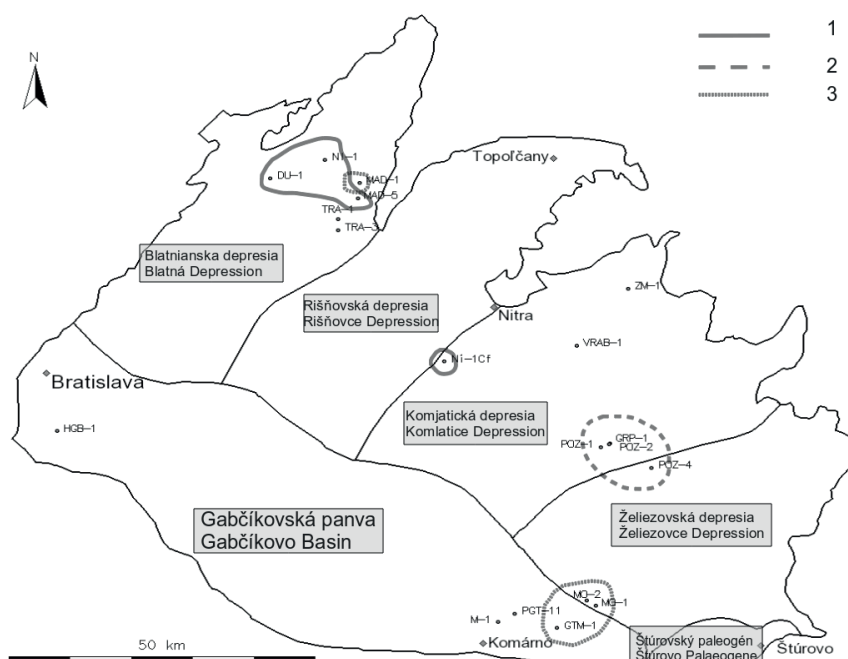 1
2
3
N
Topoľčany
N1-1
DU-1
MAD-1
MAD-5
TRA-1
TRA-3
Blatnianska depresia
Blatná Depression
Rišňovská depresia
Rišňovce Depression
ZM-1
Nitra
VRAB-1
Ni-1Cf
Bratislava
HGB-1
Komjatická depresia
Komlatice Depression
POZ-1
GRP-1
POZ-2
POZ-4
Gabčíkovská panva
Gabčíkovo Basin
Želiezovská depresia
Želiezovce Depression
MO-2
MO-1
PGT-11
M-1
GTM-1
50 km
Komárno
Štúrovský paleogén
Štúrovo Palaeogene
Štúrovo